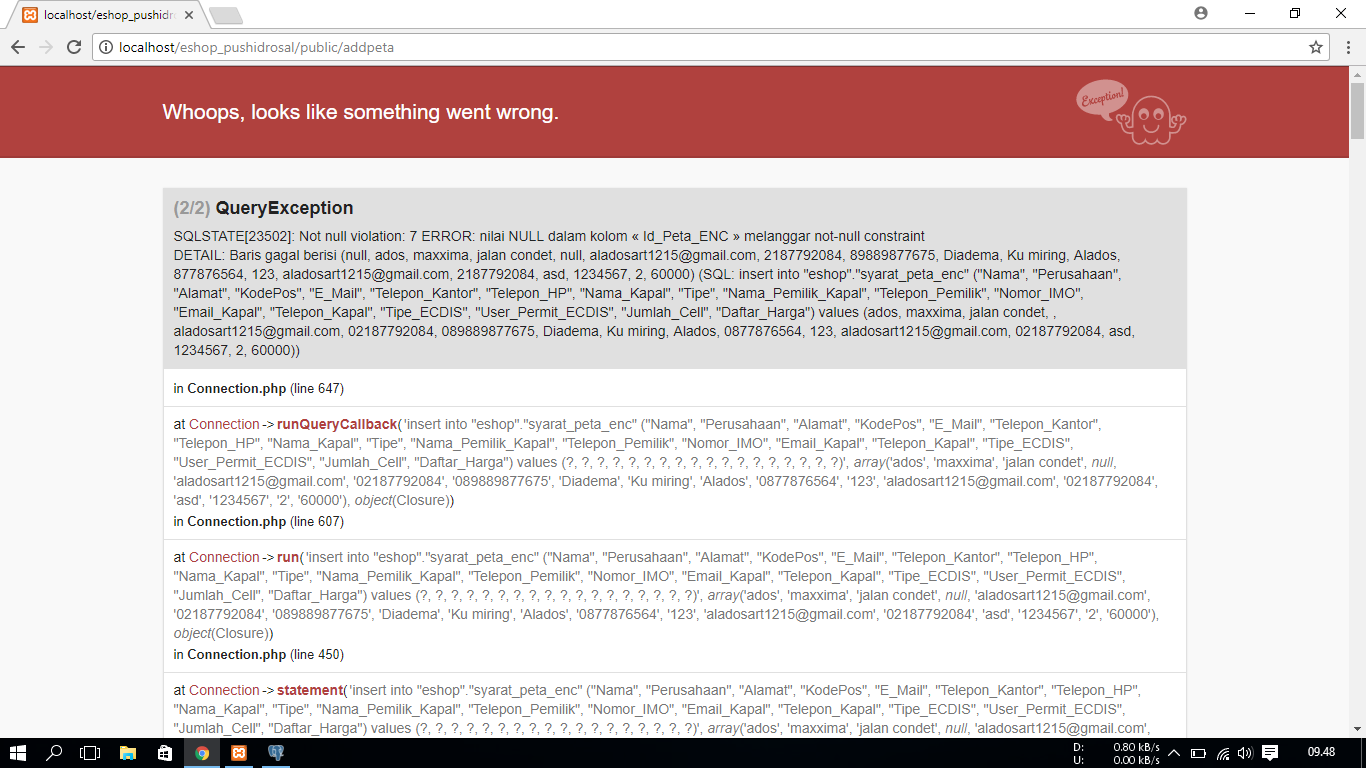 localhost/eshop_pushidr
localhost/eshop_pushidrosal/public/addpeta
Whoops, looks like something went wrong.
Exception!
(2/2) QueryException
SQLSTATE[23502]: Not null violation: 7 ERROR: nilai NULL dalam kolom « Id_Peta_ENC » melanggar not-null constraint
DETAIL: Baris gagal berisi (null, ados, maxxima, jalan condet, null, aladosart1215@gmail.com, 2187792084, 89889877675, Diadema, Ku miring, Alados,
877876564, 123, aladosart1215@gmail.com, 2187792084, asd, 1234567, 2, 60000) (SQL: insert into "eshop"."syarat_peta_enc" ("Nama", "Perusahaan",
"Alamat", "KodePos", "E_Mail", "Telepon_Kantor", "Telepon_HP", "Nama_Kapal", "Tipe", "Nama_Pemilik_Kapal", "Telepon_Pemilik", "Nomor_IMO",
"Email_Kapal", "Telepon_Kapal", "Tipe_ECDIS", "User_Permit_ECDIS", "Jumlah_Cell", "Daftar_Harga") values (ados, maxxima, jalan condet, ,
aladosart1215@gmail.com, 02187792084, 089889877675, Diadema, Ku miring, Alados, 0877876564, 123, aladosart1215@gmail.com, 02187792084, asd,
1234567, 2, 60000))
in Connection.php (line 647)
at Connection->runQueryCallback('insert into "eshop"."syarat_peta_enc" ("Nama", "Perusahaan", "Alamat", "KodePos", "E_Mail", "Telepon_Kantor",
"Telepon_HP", "Nama_Kapal", "Tipe", "Nama_Pemilik_Kapal", "Telepon_Pemilik", "Nomor_IMO", "Email_Kapal", "Telepon_Kapal", "Tipe_ECDIS",
"User_Permit_ECDIS", "Jumlah_Cell", "Daftar_Harga") values (?, ?, ?, ?, ?, ?, ?, ?, ?, ?, ?, ?, ?, ?, ?, ?, ?, ?)', array('ados', 'maxxima', 'jalan condet', null,
'aladosart1215@gmail.com', '02187792084', '089889877675', 'Diadema', 'Ku miring', 'Alados', '0877876564', '123', 'aladosart1215@gmail.com', '02187792084',
'asd', '1234567', '2', '60000'), object(Closure))
in Connection.php (line 607)
at Connection->run('insert into "eshop"."syarat_peta_enc" ("Nama", "Perusahaan", "Alamat", "KodePos", "E_Mail", "Telepon_Kantor", "Telepon_HP",
"Nama_Kapal", "Tipe", "Nama_Pemilik_Kapal", "Telepon_Pemilik", "Nomor_IMO", "Email_Kapal", "Telepon_Kapal", "Tipe_ECDIS", "User_Permit_ECDIS",
"Jumlah_Cell", "Daftar_Harga") values (?, ?, ?, ?, ?, ?, ?, ?, ?, ?, ?, ?, ?, ?, ?, ?, ?, ?)', array('ados', 'maxxima', 'jalan condet', null, 'aladosart1215@gmail.com',
'02187792084', '089889877675', 'Diadema', 'Ku miring', 'Alados', '0877876564', '123', 'aladosart1215@gmail.com', '02187792084', 'asd', '1234567', '2', '60000'),
object(Closure))
in Connection.php (line 450)
at Connection->statement('insert into "eshop"."syarat_peta_enc" ("Nama", "Perusahaan", "Alamat", "KodePos", "E_Mail", "Telepon_Kantor", "Telepon_HP",
"Nama_Kapal", "Tipe", "Nama_Pemilik_Kapal", "Telepon_Pemilik", "Nomor_IMO", "Email_Kapal", "Telepon_Kapal", "Tipe_ECDIS", "User_Permit_ECDIS",
"Jumlah_Cell", "Daftar_Harga") values (?, ?, ?, ?, ?, ?, ?, ?, ?, ?, ?, ?, ?, ?, ?, ?, ?, ?)', array('ados', 'maxxima', 'jalan condet', null, 'aladosart1215@gmail.com',
D: 0.80 kB/s
U: 0.00 kB/s
09.48